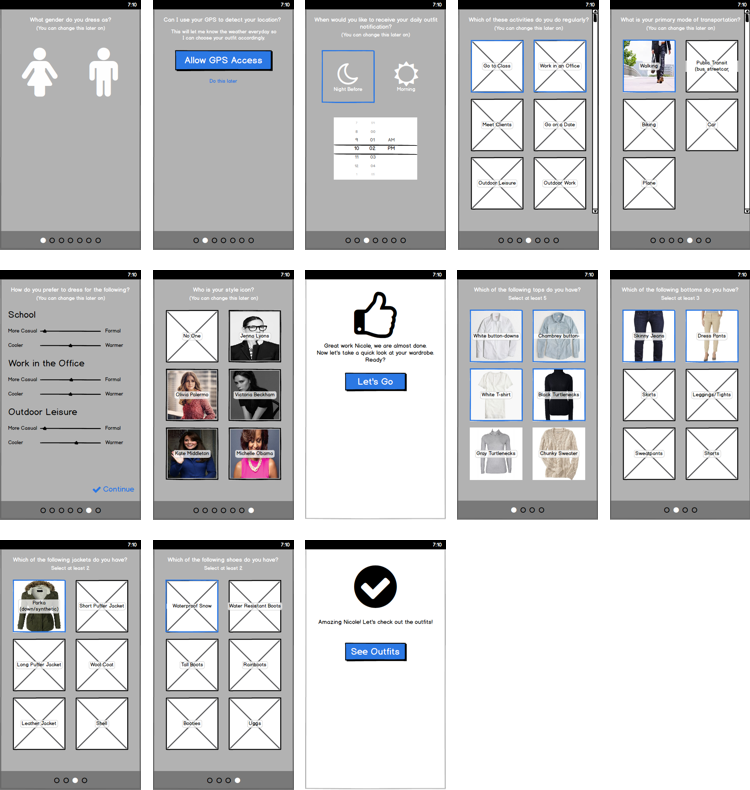 7:10
What gender do you dress as?
(You can change this later on)
7:10
Can I use your GPS to detect your location?
This will let me know the weather everyday so
I can choose your outfit accordingly.
Allow GPS Access
Do this later
7:10
When would you like to receive your daily outfit
notification?
(You can change this later on)
Night Before
Morning
9 01 AM
10 02 PM
11 03
7:10
Which of these activities do you do regularly?
Go to Class
Work in an Office
Meet Clients
Go on a Date
Outdoor Leisure
Outdoor Work
7:10
What is your primary mode of transportation?
Walking
Public Transit
(bus, streetcar,
Biking
Car
Plane
7:10
How do you prefer to dress for the following?
(You can change this later on)
School
More Casual Formal
Cooler Warmer
Work in the Office
More Casual Formal
Cooler Warmer
Outdoor Leisure
More Casual Formal
Cooler Warmer
Continue
7:10
Who is your style icon?
(You can change this later on)
No One
Jenna Lyons
Olivia Palermo
Victoria Beckham
Kate Middleton
Michelle Obama
7:10
Great work Nicole, we are almost done.
Now let's take a quick look at your wardrobe.
Ready?
Let's Go
7:10
Which of the following tops do you have?
Select at least 5
White button-downs
Chambray button-
White T-shirt
Black Turtlenecks
Gray Turtlenecks
Chunky Sweater
7:10
Which of the following bottoms do you have?
Select at least 3
Skinny Jeans
Dress Pants
Skirts
Leggings/Tights
Sweatpants
Shorts
7:10
Which of the following jackets do you have?
Select at least 2
Parka
(down/synthetic)
Short Puffer Jacket
Long Puffer Jacket
Wool Coat
Leather Jacket
Shell
7:10
Which of the following shoes do you have?
Select at least 2
Waterproof Snow
Water Resistant Boots
Tall Boots
Rainboots
Booties
Uggs
7:10
Amazing Nicole! Let's check out the outfits!
See Outfits